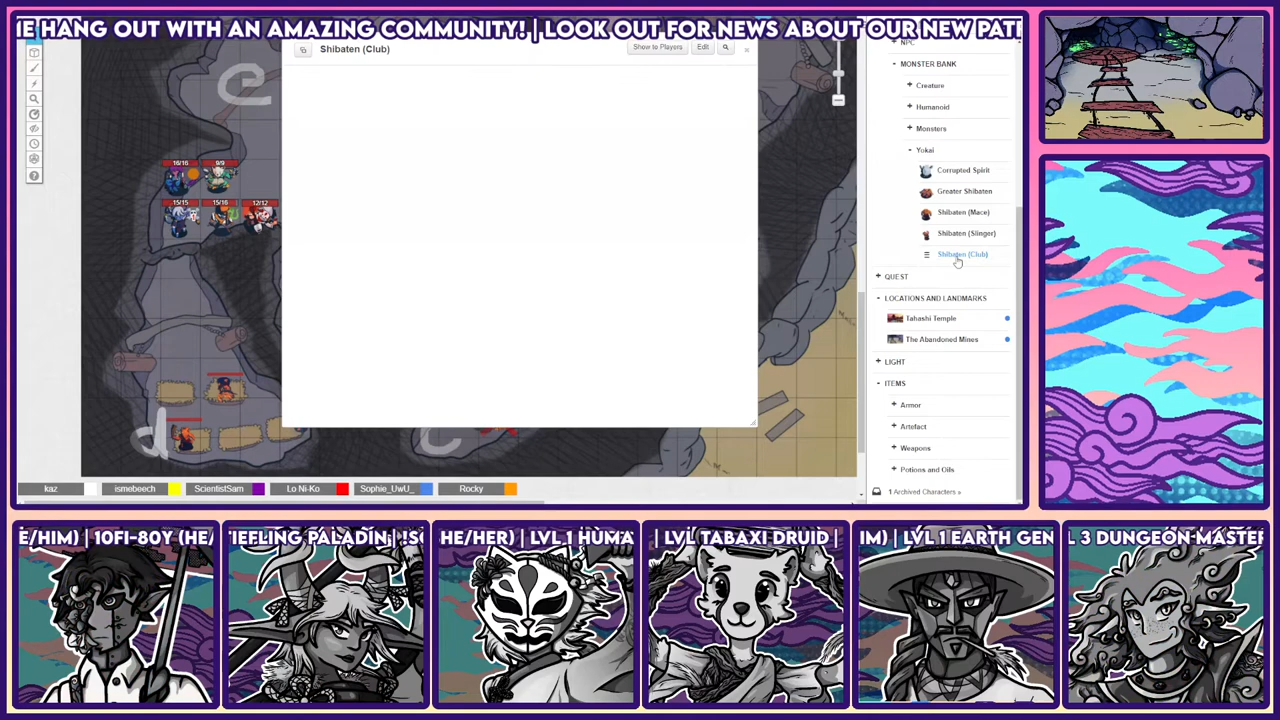 IE HANG OUT WITH AN AMAZING COMMUNITY! | LOOK OUT FOR NEWS ABOUT OUR NEW PATI
Shibaten (Club)
Show to Players
Edit
e
16/16
9/9
15/15
15/16
12/12
d
c
NPC
MONSTER BANK
Creature
Humanoid
Monsters
Yokai
Corrupted Spirit
Greater Shibaten
Shibaten (Mace)
Shibaten (Slinger)
Shibaten (Club)
QUEST
LOCATIONS AND LANDMARKS
Tahashi Temple
The Abandoned Mines
LIGHT
ITEMS
Armor
Artefact
Weapons
Potions and Oils
1 Archived Characters »
kaz
ismebeech
ScientistSam
Lo Ni-Ko
Sophie_UwU_
Rocky
E/HIM) | 10FI-80Y (HE/
TIEFLING PALADIN | !S
HE/HER) | LVL 1 HUMA
| LVL TABAXI DRUID |
IM) | LVL 1 EARTH GEN
L 3 DUNGEON MASTER